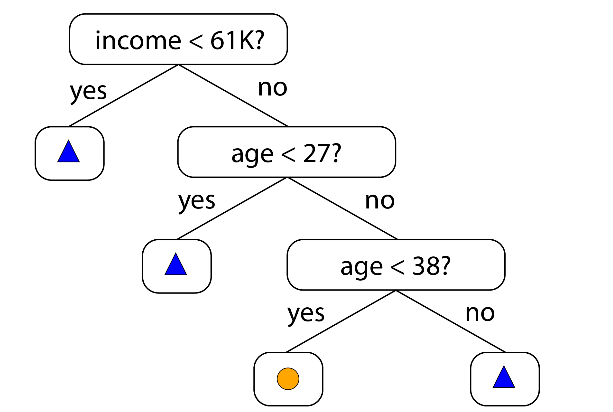 income < 61K?
yes
no
age < 27?
yes
no
age < 38?
yes
no